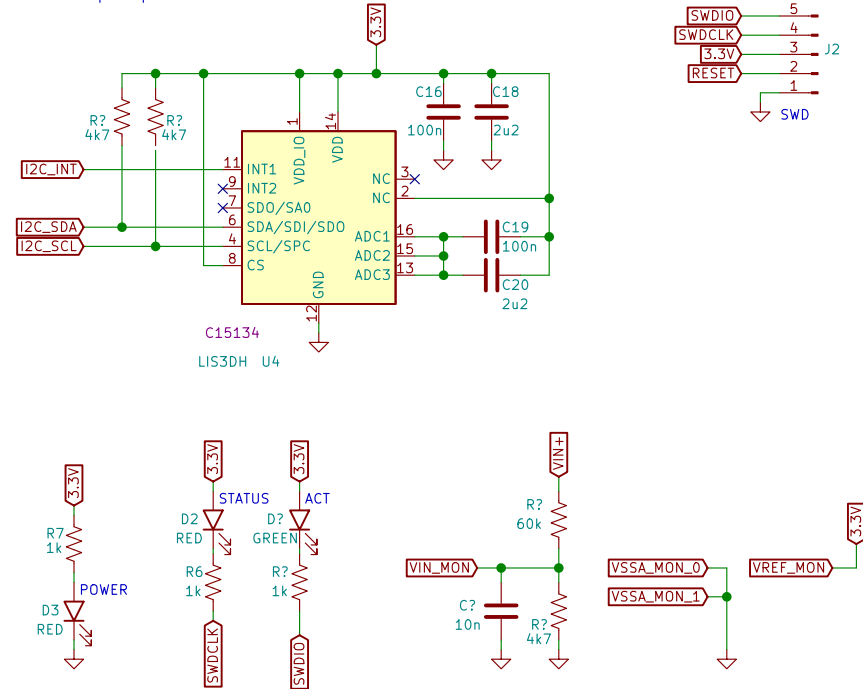 3.3V
SWDIO
5
SWDCLK
4
3.3V
3
J2
RESET
2
1
SWD
C16
100n
C18
2u2
R?
4k7
R?
4k7
1
14
VDD_IO
VDD
I2C_INT
11
INT1
9
INT2
7
SDO/SA0
I2C_SDA
6
SDA/SDI/SDO
I2C_SCL
4
SCL/SPC
8
CS
NC
3
NC
2
ADC1
16
ADC2
15
ADC3
13
C19
100n
C20
2u2
GND
12
C15134
LIS3DH
U4
3.3V
R7
1k
POWER
D3
RED
3.3V
STATUS
D2
RED
R6
1k
SWDCLK
3.3V
ACT
D?
GREEN
R?
1k
SWDIO
VIN+
R?
60k
VIN_MON
C?
10n
R?
4k7
VSSA_MON_0
VSSA_MON_1
3.3V
VREF_MON